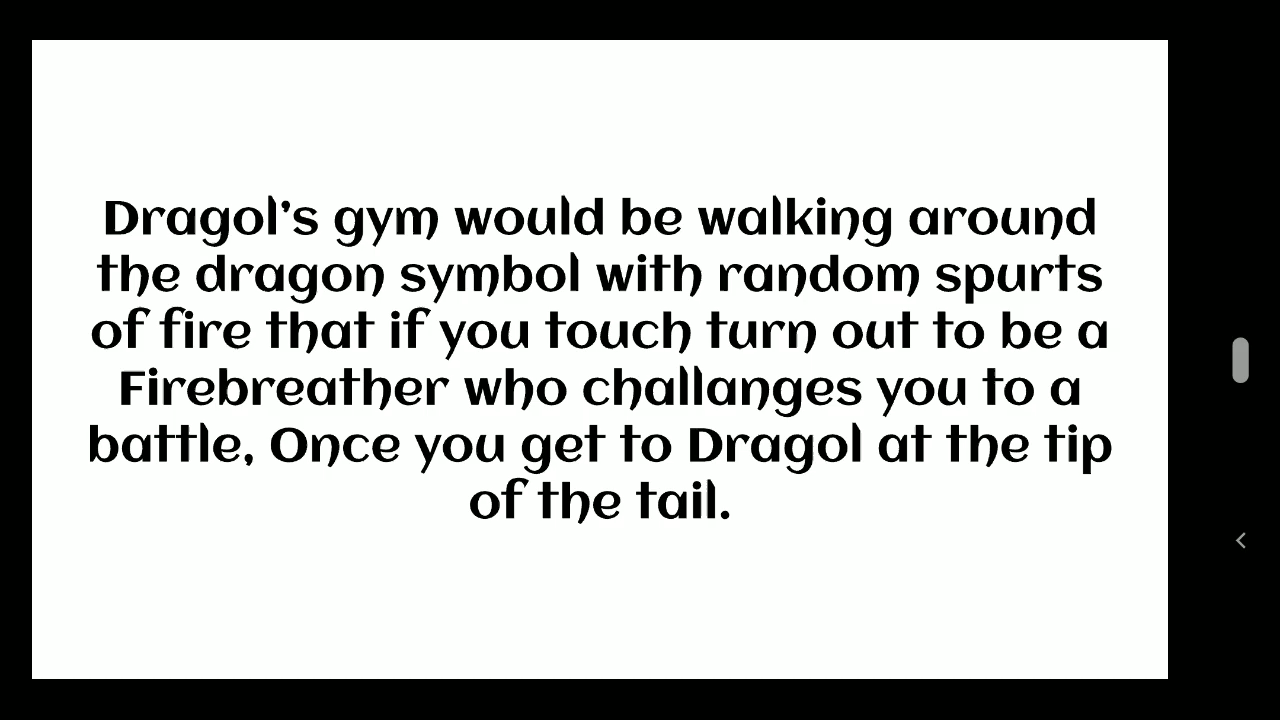 Dragol's gym would be walking around
the dragon symbol with random spurts
of fire that if you touch turn out to be a
Firebreather who challanges you to a
battle, Once you get to Dragol at the tip
of the tail.